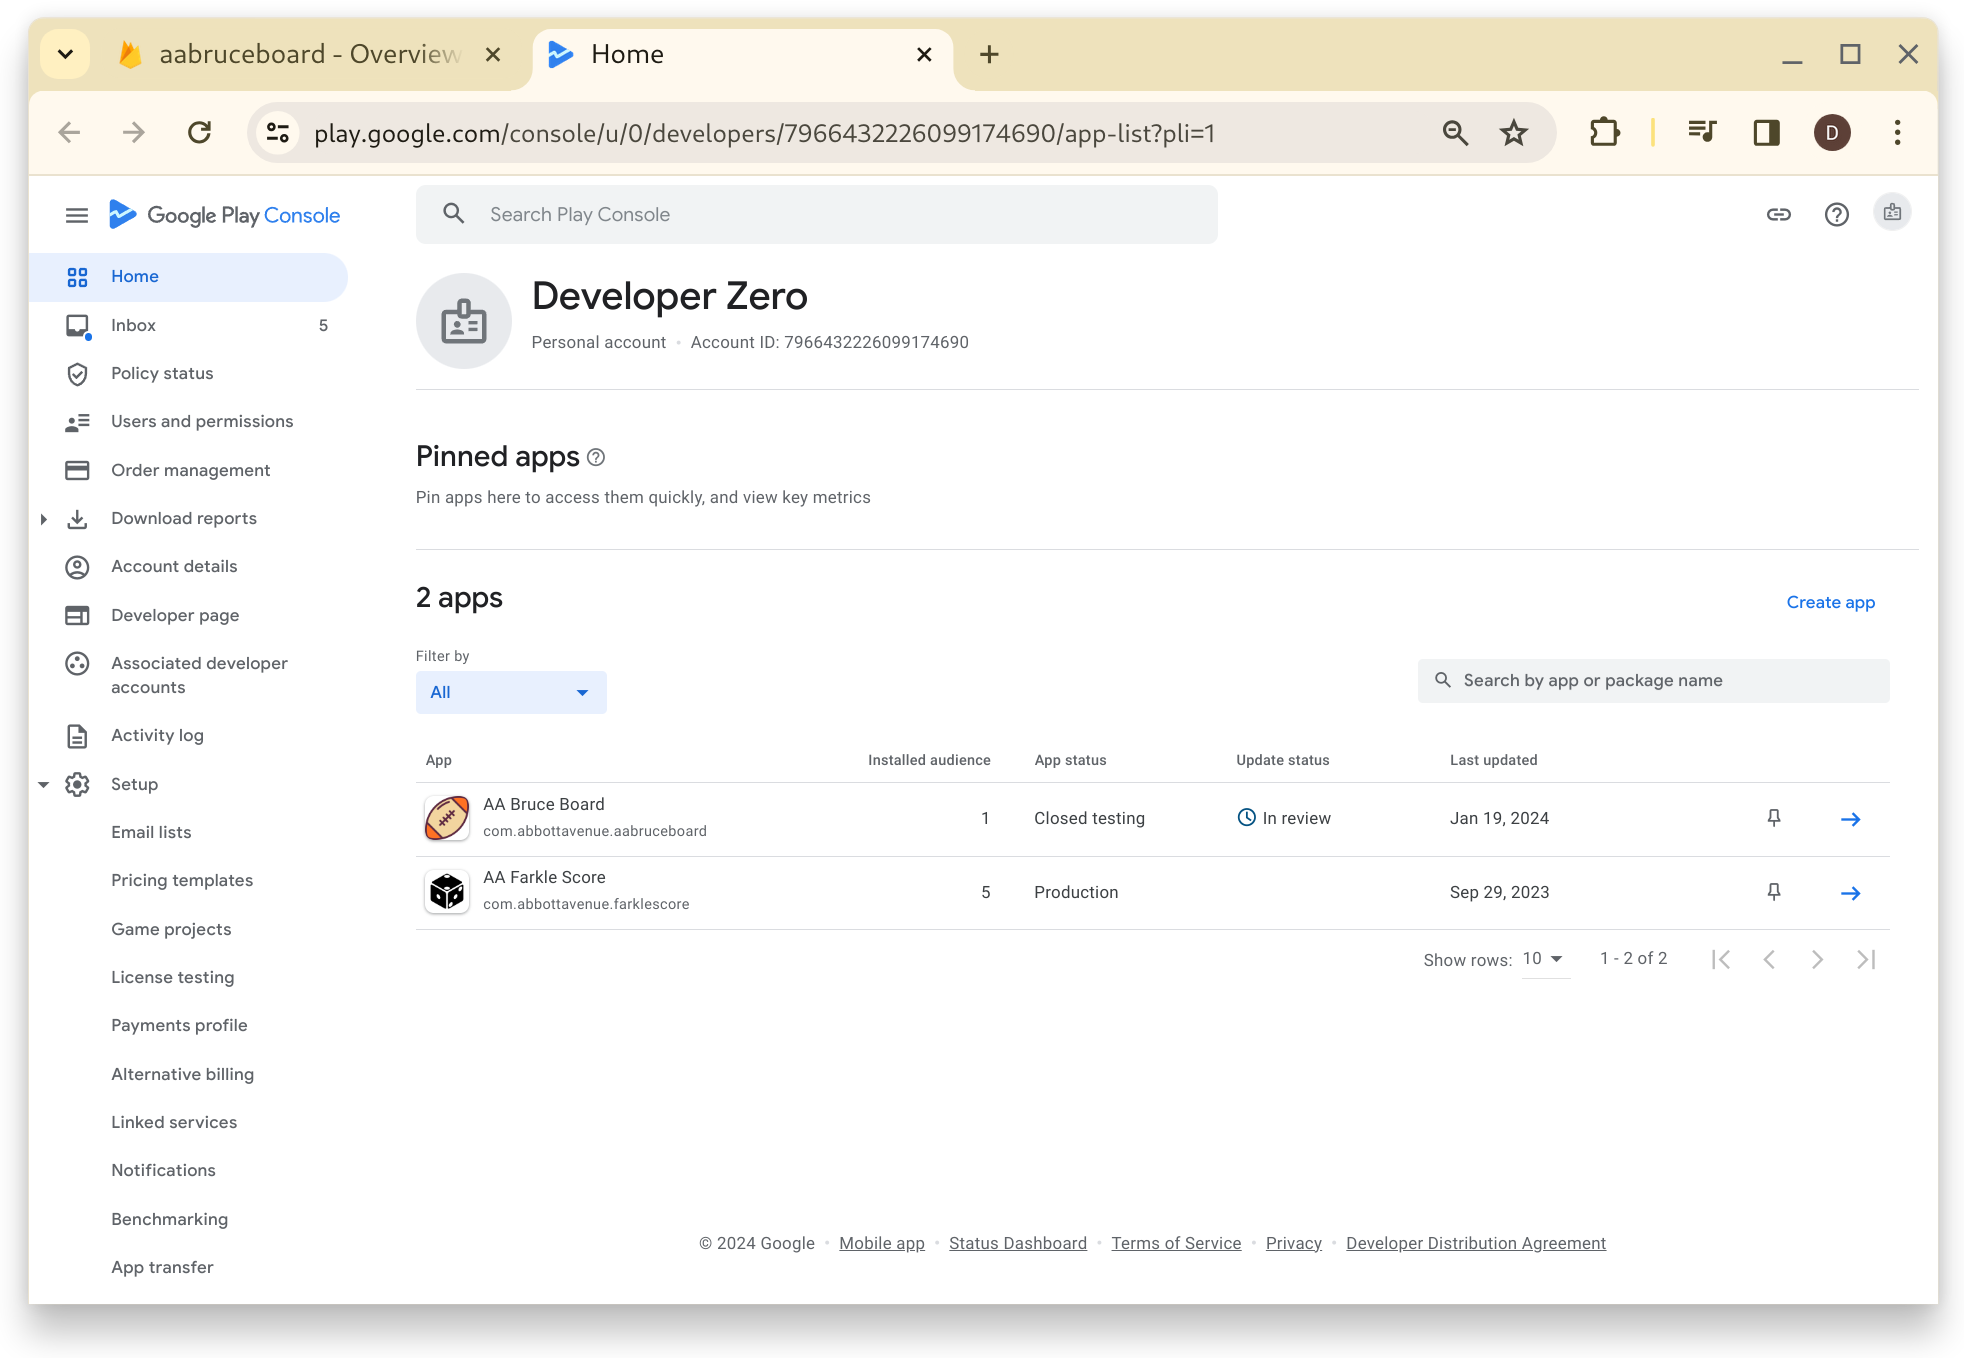 aabruceboard - Overview
Home
play.google.com/console/u/0/developers/7966432226099174690/app-list?pli=1
D
Google Play Console
Search Play Console
Home
Inbox 5
Policy status
Users and permissions
Order management
Download reports
Account details
Developer page
Associated developer
accounts
Activity log
Setup
Email lists
Pricing templates
Game projects
License testing
Payments profile
Alternative billing
Linked services
Notifications
Benchmarking
App transfer
Developer Zero
Personal account • Account ID: 7966432226099174690
Pinned apps
Pin apps here to access them quickly, and view key metrics
2 apps
Create app
Filter by
All
Search by app or package name
App Installed audience App status Update status Last updated
AA Bruce Board
com.abbottavenue.aabruceboard
1 Closed testing In review Jan 19, 2024
AA Farkle Score
com.abbottavenue.farklescore
5 Production Sep 29, 2023
Show rows: 10 1 - 2 of 2
© 2024 Google • Mobile app • Status Dashboard • Terms of Service • Privacy • Developer Distribution Agreement